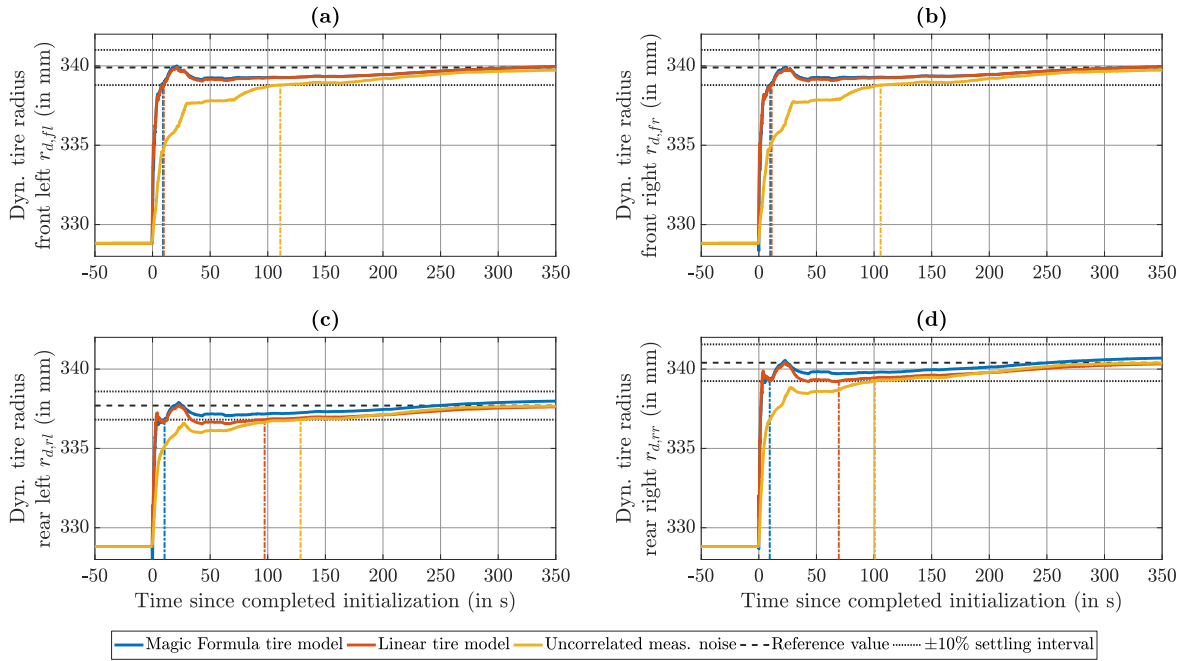 (a)
Dyn. tire radius
front left r_{d,fl} (in mm)
340
335
330
-50 0 50 100 150 200 250 300 350
(b)
Dyn. tire radius
front right r_{d,fr} (in mm)
340
335
330
-50 0 50 100 150 200 250 300 350
(c)
Dyn. tire radius
rear left r_{d,rl} (in mm)
340
335
330
-50 0 50 100 150 200 250 300 350
Time since completed initialization (in s)
(d)
Dyn. tire radius
rear right r_{d,rr} (in mm)
340
335
330
-50 0 50 100 150 200 250 300 350
Time since completed initialization (in s)
Magic Formula tire model Linear tire model Uncorrelated meas. noise Reference value ±10% settling interval